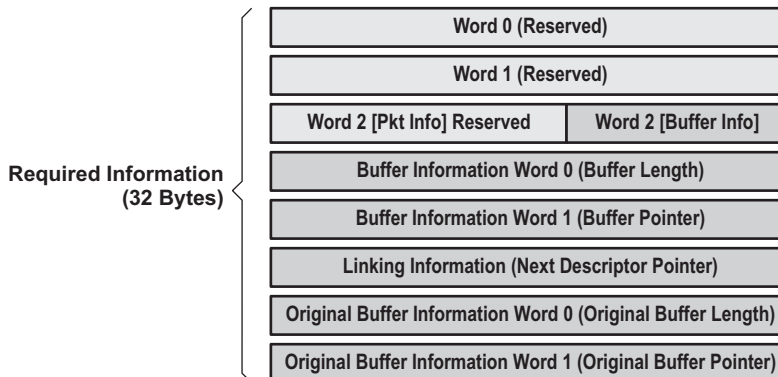 Word 0 (Reserved)
Word 1 (Reserved)
Word 2 [Pkt Info] Reserved
Word 2 [Buffer Info]
Required Information
(32 Bytes)
Buffer Information Word 0 (Buffer Length)
Buffer Information Word 1 (Buffer Pointer)
Linking Information (Next Descriptor Pointer)
Original Buffer Information Word 0 (Original Buffer Length)
Original Buffer Information Word 1 (Original Buffer Pointer)